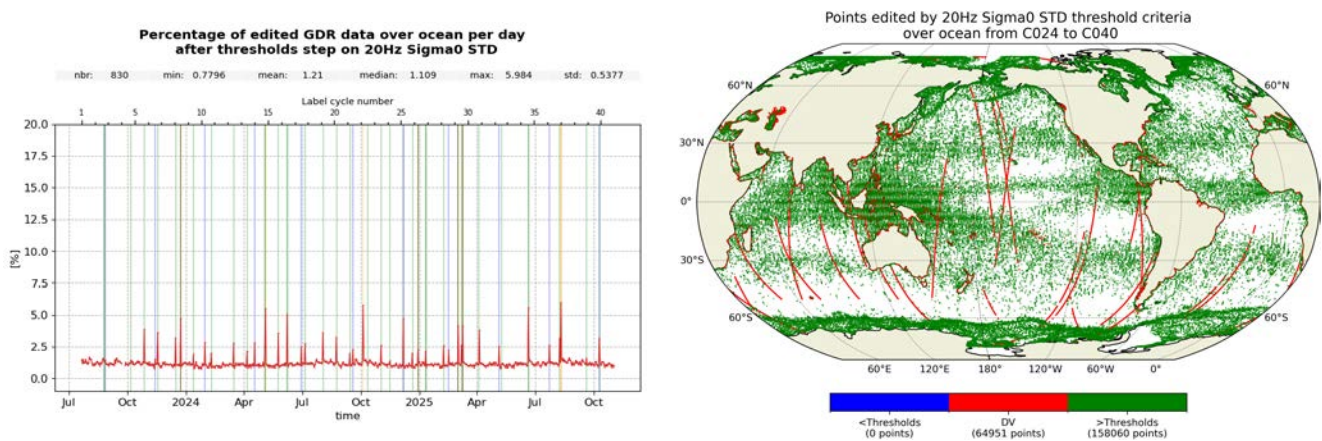 Percentage of edited GDR data over ocean per day
after thresholds step on 20Hz Sigma0 STD
nbr: 830 min: 0.7796 mean: 1.21 median: 1.109 max: 5.984 std: 0.5377
Label cycle number
1 5 10 15 20 25 30 35 40
20.0
17.5
15.0
12.5
10.0
7.5
5.0
2.5
0.0
[%]
Jul Oct 2024 Apr Jul Oct 2025 Apr Jul Oct
time
Points edited by 20Hz Sigma0 STD threshold criteria
over ocean from C024 to C040
60°N 60°N
30°N 30°N
0° 0°
30°S 30°S
60°S 60°S
60°E 120°E 180° 120°W 60°W 0°
<Thresholds
(0 points)
DV
(64951 points)
>Thresholds
(158060 points)